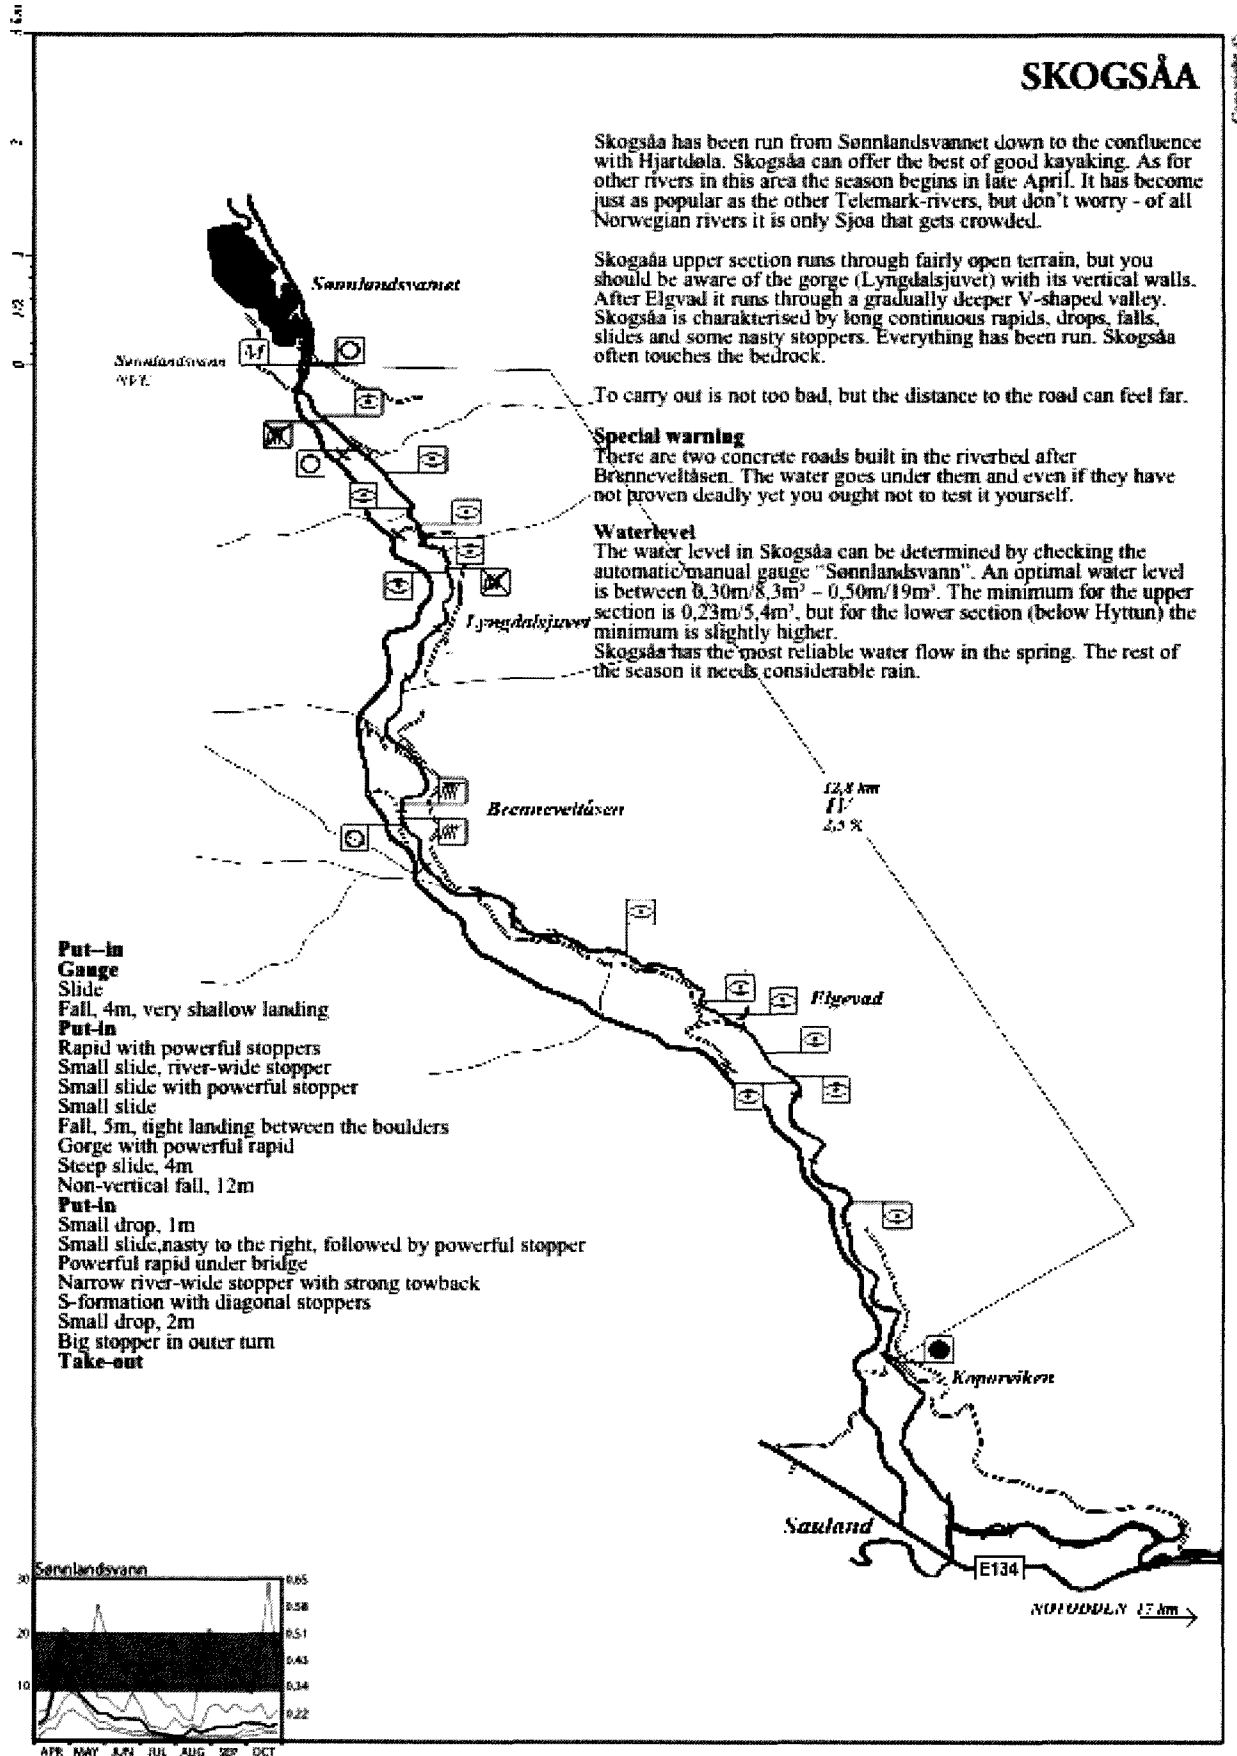 SKOGSÅA
Skogsåa has been run from Sønnlandsvannet down to the confluence
with Hjartdøla. Skogsåa can offer the best of good kayaking. As for
other rivers in this area the season begins in late April. It has become
just as popular as the other Telemark-rivers, but don't worry - of all
Norwegian rivers it is only Sjoa that gets crowded.
Skogsåa upper section runs through fairly open terrain, but you
should be aware of the gorge (Lyngdalsjuvet) with its vertical walls.
After Elgvad it runs through a gradually deeper V-shaped valley.
Skogsåa is charakterised by long continuous rapids, drops, falls,
slides and some nasty stoppers. Everything has been run. Skogsåa
often touches the bedrock.
To carry out is not too bad, but the distance to the road can feel far.
Special warning
There are two concrete roads built in the riverbed after
Brenneveltåsen. The water goes under them and even if they have
not proven deadly yet you ought not to test it yourself.
Waterlevel
The water level in Skogsåa can be determined by checking the
automatic/manual gauge "Sønnlandsvann". An optimal water level
is between 0,30m/8,3m³ – 0,50m/19m³. The minimum for the upper
section is 0,23m/5,4m³, but for the lower section (below Hyttun) the
minimum is slightly higher.
Skogsåa has the most reliable water flow in the spring. The rest of
the season it needs considerable rain.
Sønnlandsvannet
Sønnlandsvann
NVE
Lyngdalsjuvet
12,8 km
IV
2,5 %
Brenneveltåsen
Elgevad
Put-in
Gauge
Slide
Fall, 4m, very shallow landing
Put-in
Rapid with powerful stoppers
Small slide, river-wide stopper
Small slide with powerful stopper
Small slide
Fall, 5m, tight landing between the boulders
Gorge with powerful rapid
Steep slide, 4m
Non-vertical fall, 12m
Put-in
Small drop, 1m
Small slide,nasty to the right, followed by powerful stopper
Powerful rapid under bridge
Narrow river-wide stopper with strong towback
S-formation with diagonal stoppers
Small drop, 2m
Big stopper in outer turn
Take-out
Koparviken
Sauland
E134
NOTODDEN 17 km
Sønnlandsvann
30 0.65
0.58
20 0.51
0.43
10 0.34
0.22
APR MAY JUN JUL AUG SEP OCT